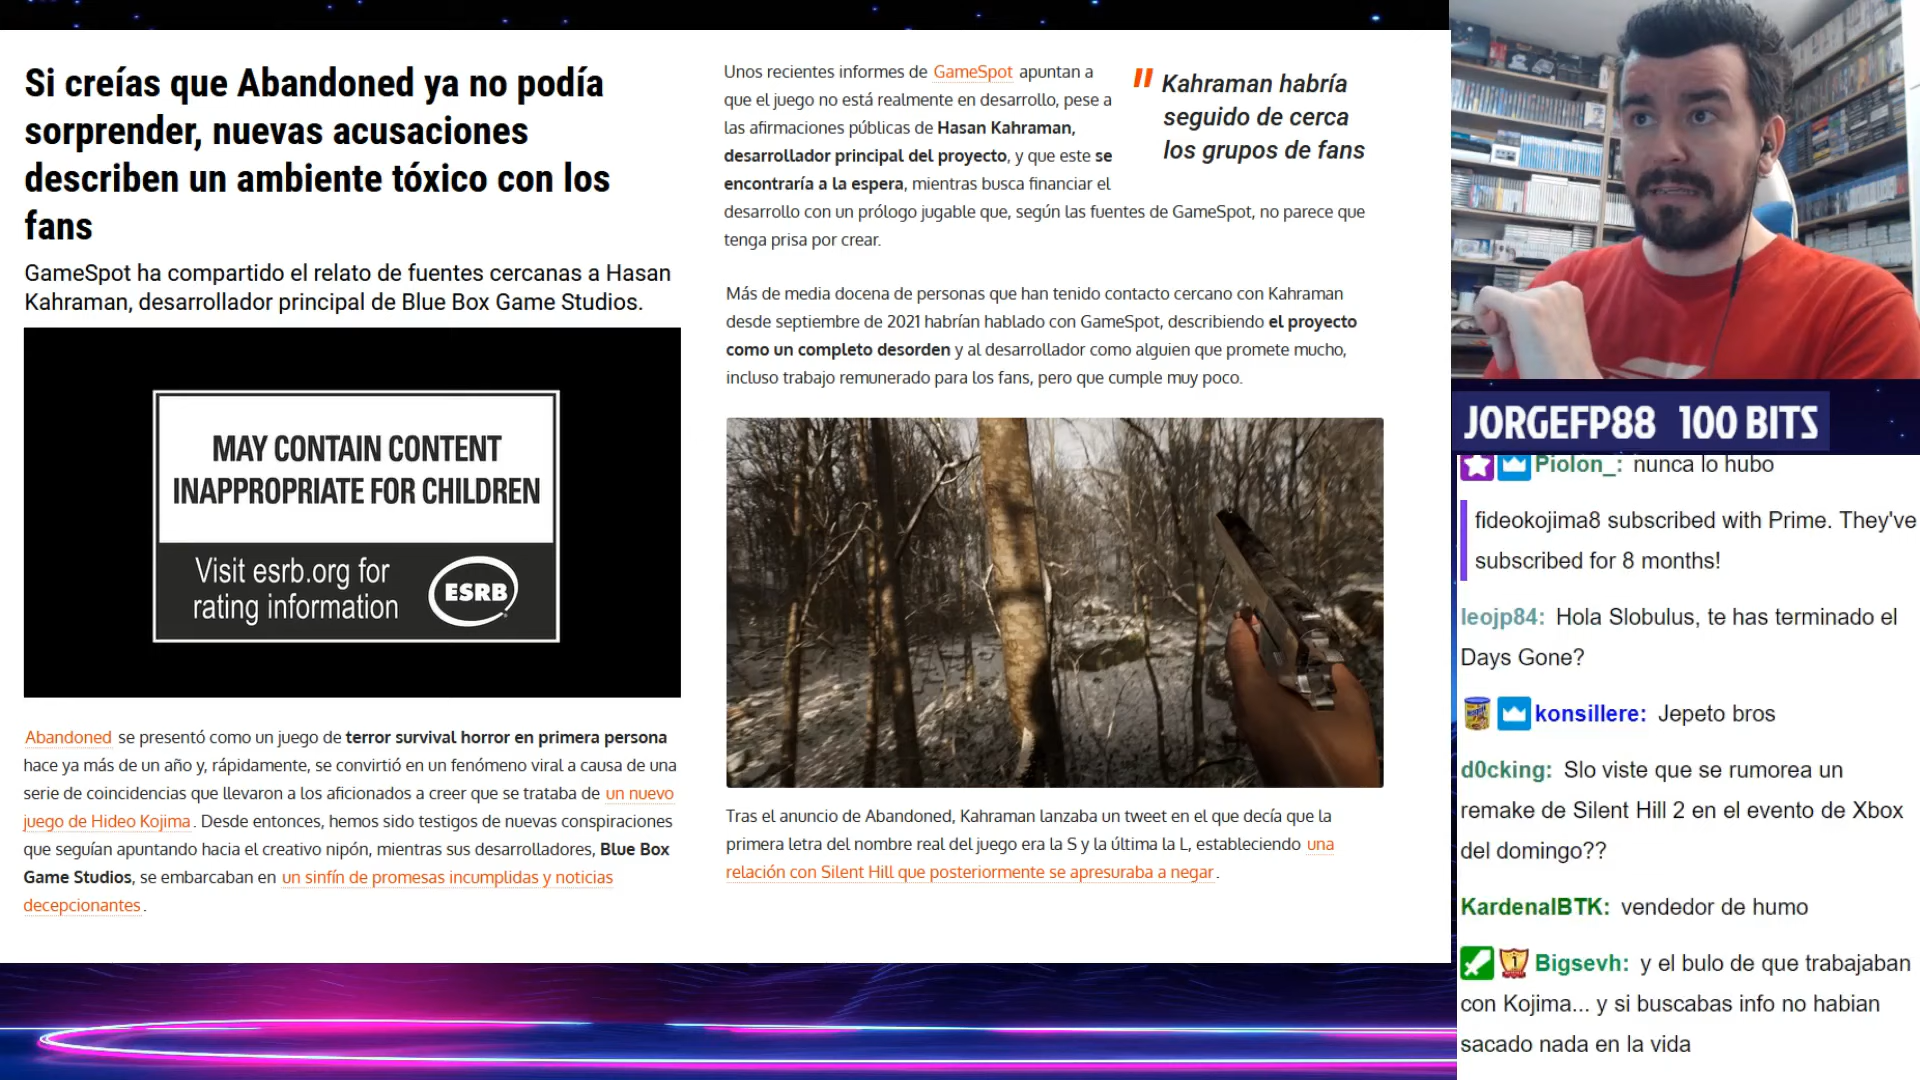 Si creías que Abandoned ya no podía
sorprender, nuevas acusaciones
describen un ambiente tóxico con los
fans
GameSpot ha compartido el relato de fuentes cercanas a Hasan
Kahraman, desarrollador principal de Blue Box Game Studios.
MAY CONTAIN CONTENT
INAPPROPRIATE FOR CHILDREN
Visit esrb.org for
rating information
ESRB
Abandoned se presentó como un juego de terror survival horror en primera persona
hace ya más de un año y, rápidamente, se convirtió en un fenómeno viral a causa de una
serie de coincidencias que llevaron a los aficionados a creer que se trataba de un nuevo
juego de Hideo Kojima. Desde entonces, hemos sido testigos de nuevas conspiraciones
que seguían apuntando hacia el creativo nipón, mientras sus desarrolladores, Blue Box
Game Studios, se embarcaban en un sinfín de promesas incumplidas y noticias
decepcionantes.
Unos recientes informes de GameSpot apuntan a
que el juego no está realmente en desarrollo, pese a
las afirmaciones públicas de Hasan Kahraman,
desarrollador principal del proyecto, y que este se
encontraría a la espera, mientras busca financiar el
desarrollo con un prólogo jugable que, según las fuentes de GameSpot, no parece que
tenga prisa por crear.
" Kahraman habría
seguido de cerca
los grupos de fans
Más de media docena de personas que han tenido contacto cercano con Kahraman
desde septiembre de 2021 habrían hablado con GameSpot, describiendo el proyecto
como un completo desorden y al desarrollador como alguien que promete mucho,
incluso trabajo remunerado para los fans, pero que cumple muy poco.
Tras el anuncio de Abandoned, Kahraman lanzaba un tweet en el que decía que la
primera letra del nombre real del juego era la S y la última la L, estableciendo una
relación con Silent Hill que posteriormente se apresuraba a negar.
JORGEFP88 100 BITS
Piolon_: nunca lo hubo
fideokojima8 subscribed with Prime. They've
subscribed for 8 months!
leojp84: Hola Slobulus, te has terminado el
Days Gone?
konsillere: Jepeto bros
d0cking: Slo viste que se rumorea un
remake de Silent Hill 2 en el evento de Xbox
del domingo??
KardenalBTK: vendedor de humo
Bigsevh: y el bulo de que trabajaban
con Kojima... y si buscabas info no habian
sacado nada en la vida